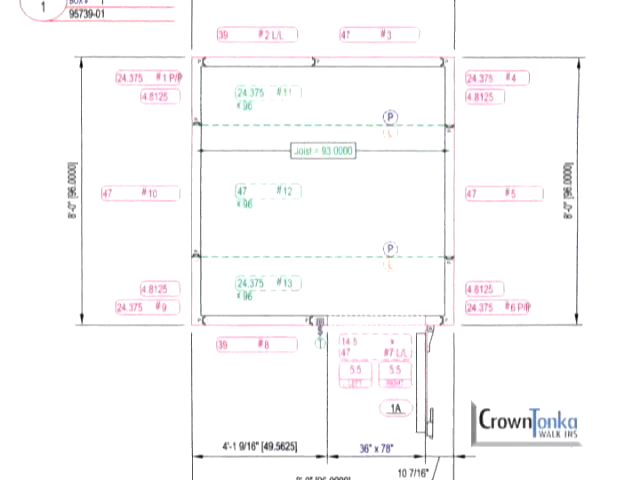 1
95739-01
39 #2 L/L
47 #3
24.375 #1 P/P
4.8125
24.375 #11
x 96
24.375 #4
4.8125
P
L
Joist = 93.0000
8'-0" [96.0000]
47 #10
47 #12
x 96
47 #5
8'-0" [96.0000]
P
L
4.8125
24.375 #9
24.375 #13
x 96
4.8125
24.375 #6 P/P
39 #8
14.5 x
47 #7 L/L
5.5 5.5
LEFT RIGHT
1A
CrownTonka
WALK INS
4'-1 9/16" [49.5625]
36" x 78"
10 7/16"